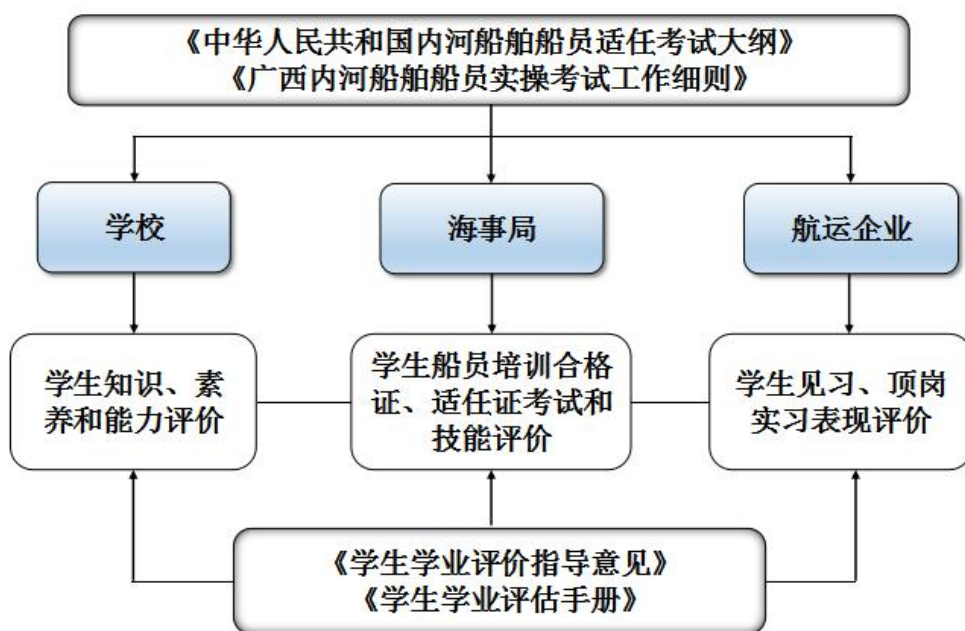 《中华人民共和国内河船舶船员适任考试大纲》
《广西内河船舶船员实操考试工作细则》
学校
海事局
航运企业
学生知识、素
养和能力评价
学生船员培训合格
证、适任证考试和
技能评价
学生见习、顶岗
实习表现评价
《学生学业评价指导意见》
《学生学业评估手册》